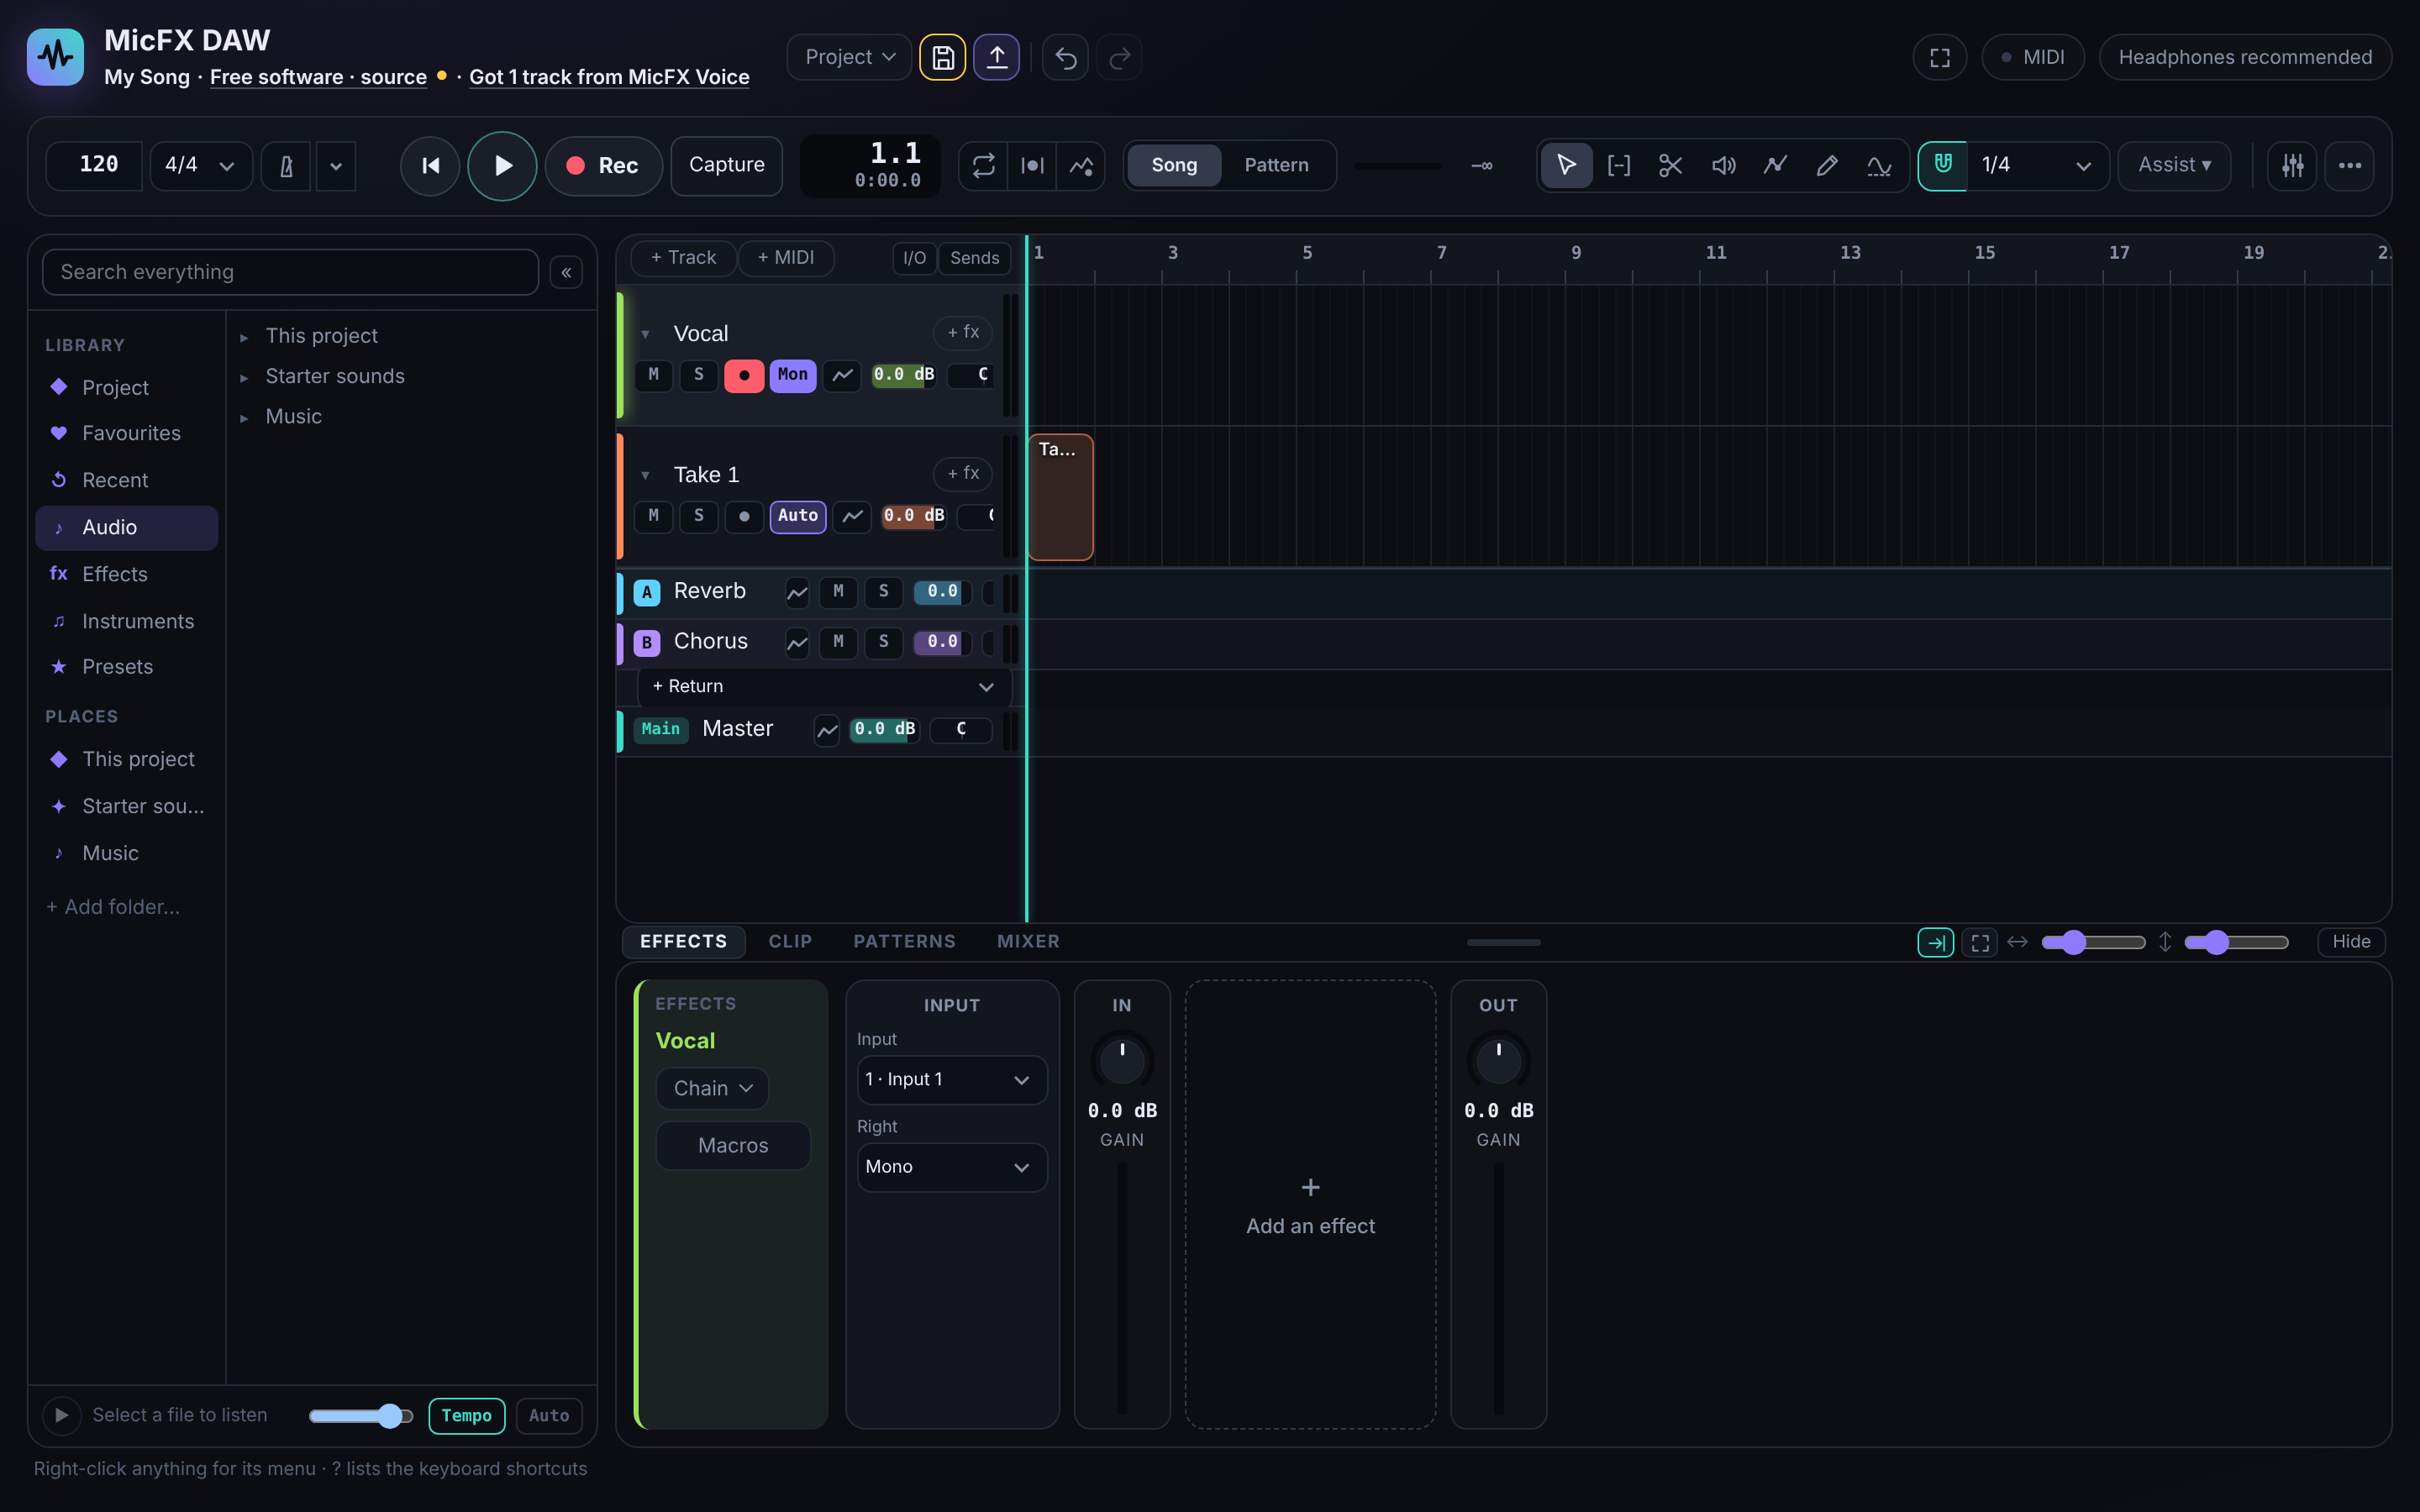 MicFX DAW
My Song · Free software · source · Got 1 track from MicFX Voice
Project
MIDI
Headphones recommended
120
4/4
Rec
Capture
1.1
0:00.0
Song
Pattern
-∞
1/4
Assist ▾
Search everything
«
LIBRARY
Project
Favourites
Recent
Audio
fx Effects
Instruments
Presets
PLACES
This project
Starter sou...
Music
+ Add folder...
This project
Starter sounds
Music
Select a file to listen
Tempo
Auto
+ Track
+ MIDI
I/O
Sends
1 3 5 7 9 11 13 15 17 19
Vocal
+ fx
M S Mon 0.0 dB C
Take 1
+ fx
M S Auto 0.0 dB
Ta...
A Reverb M S 0.0
B Chorus M S 0.0
+ Return
Main Master 0.0 dB C
EFFECTS
CLIP
PATTERNS
MIXER
Hide
EFFECTS
Vocal
Chain
Macros
INPUT
Input
1 · Input 1
Right
Mono
IN
0.0 dB
GAIN
+
Add an effect
OUT
0.0 dB
GAIN
Right-click anything for its menu · ? lists the keyboard shortcuts